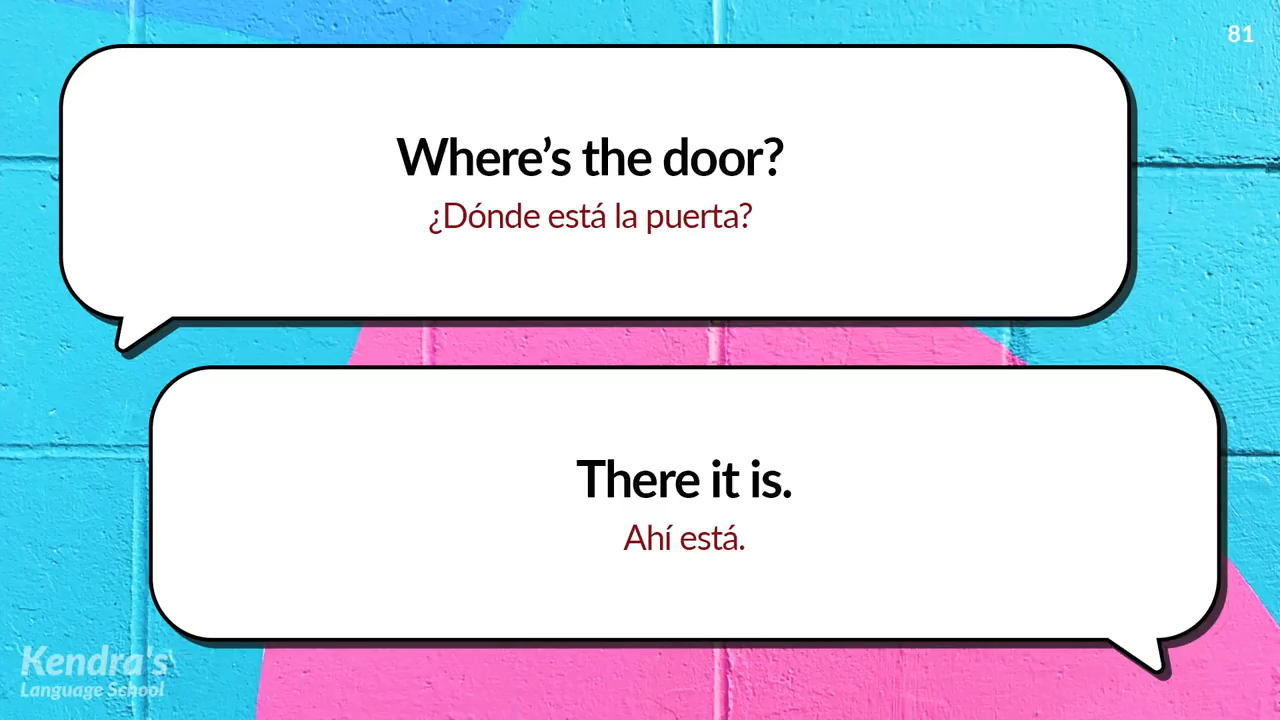 81
Where’s the door?
¿Dónde está la puerta?
There it is.
Ahí está.
Kendra's
Language School